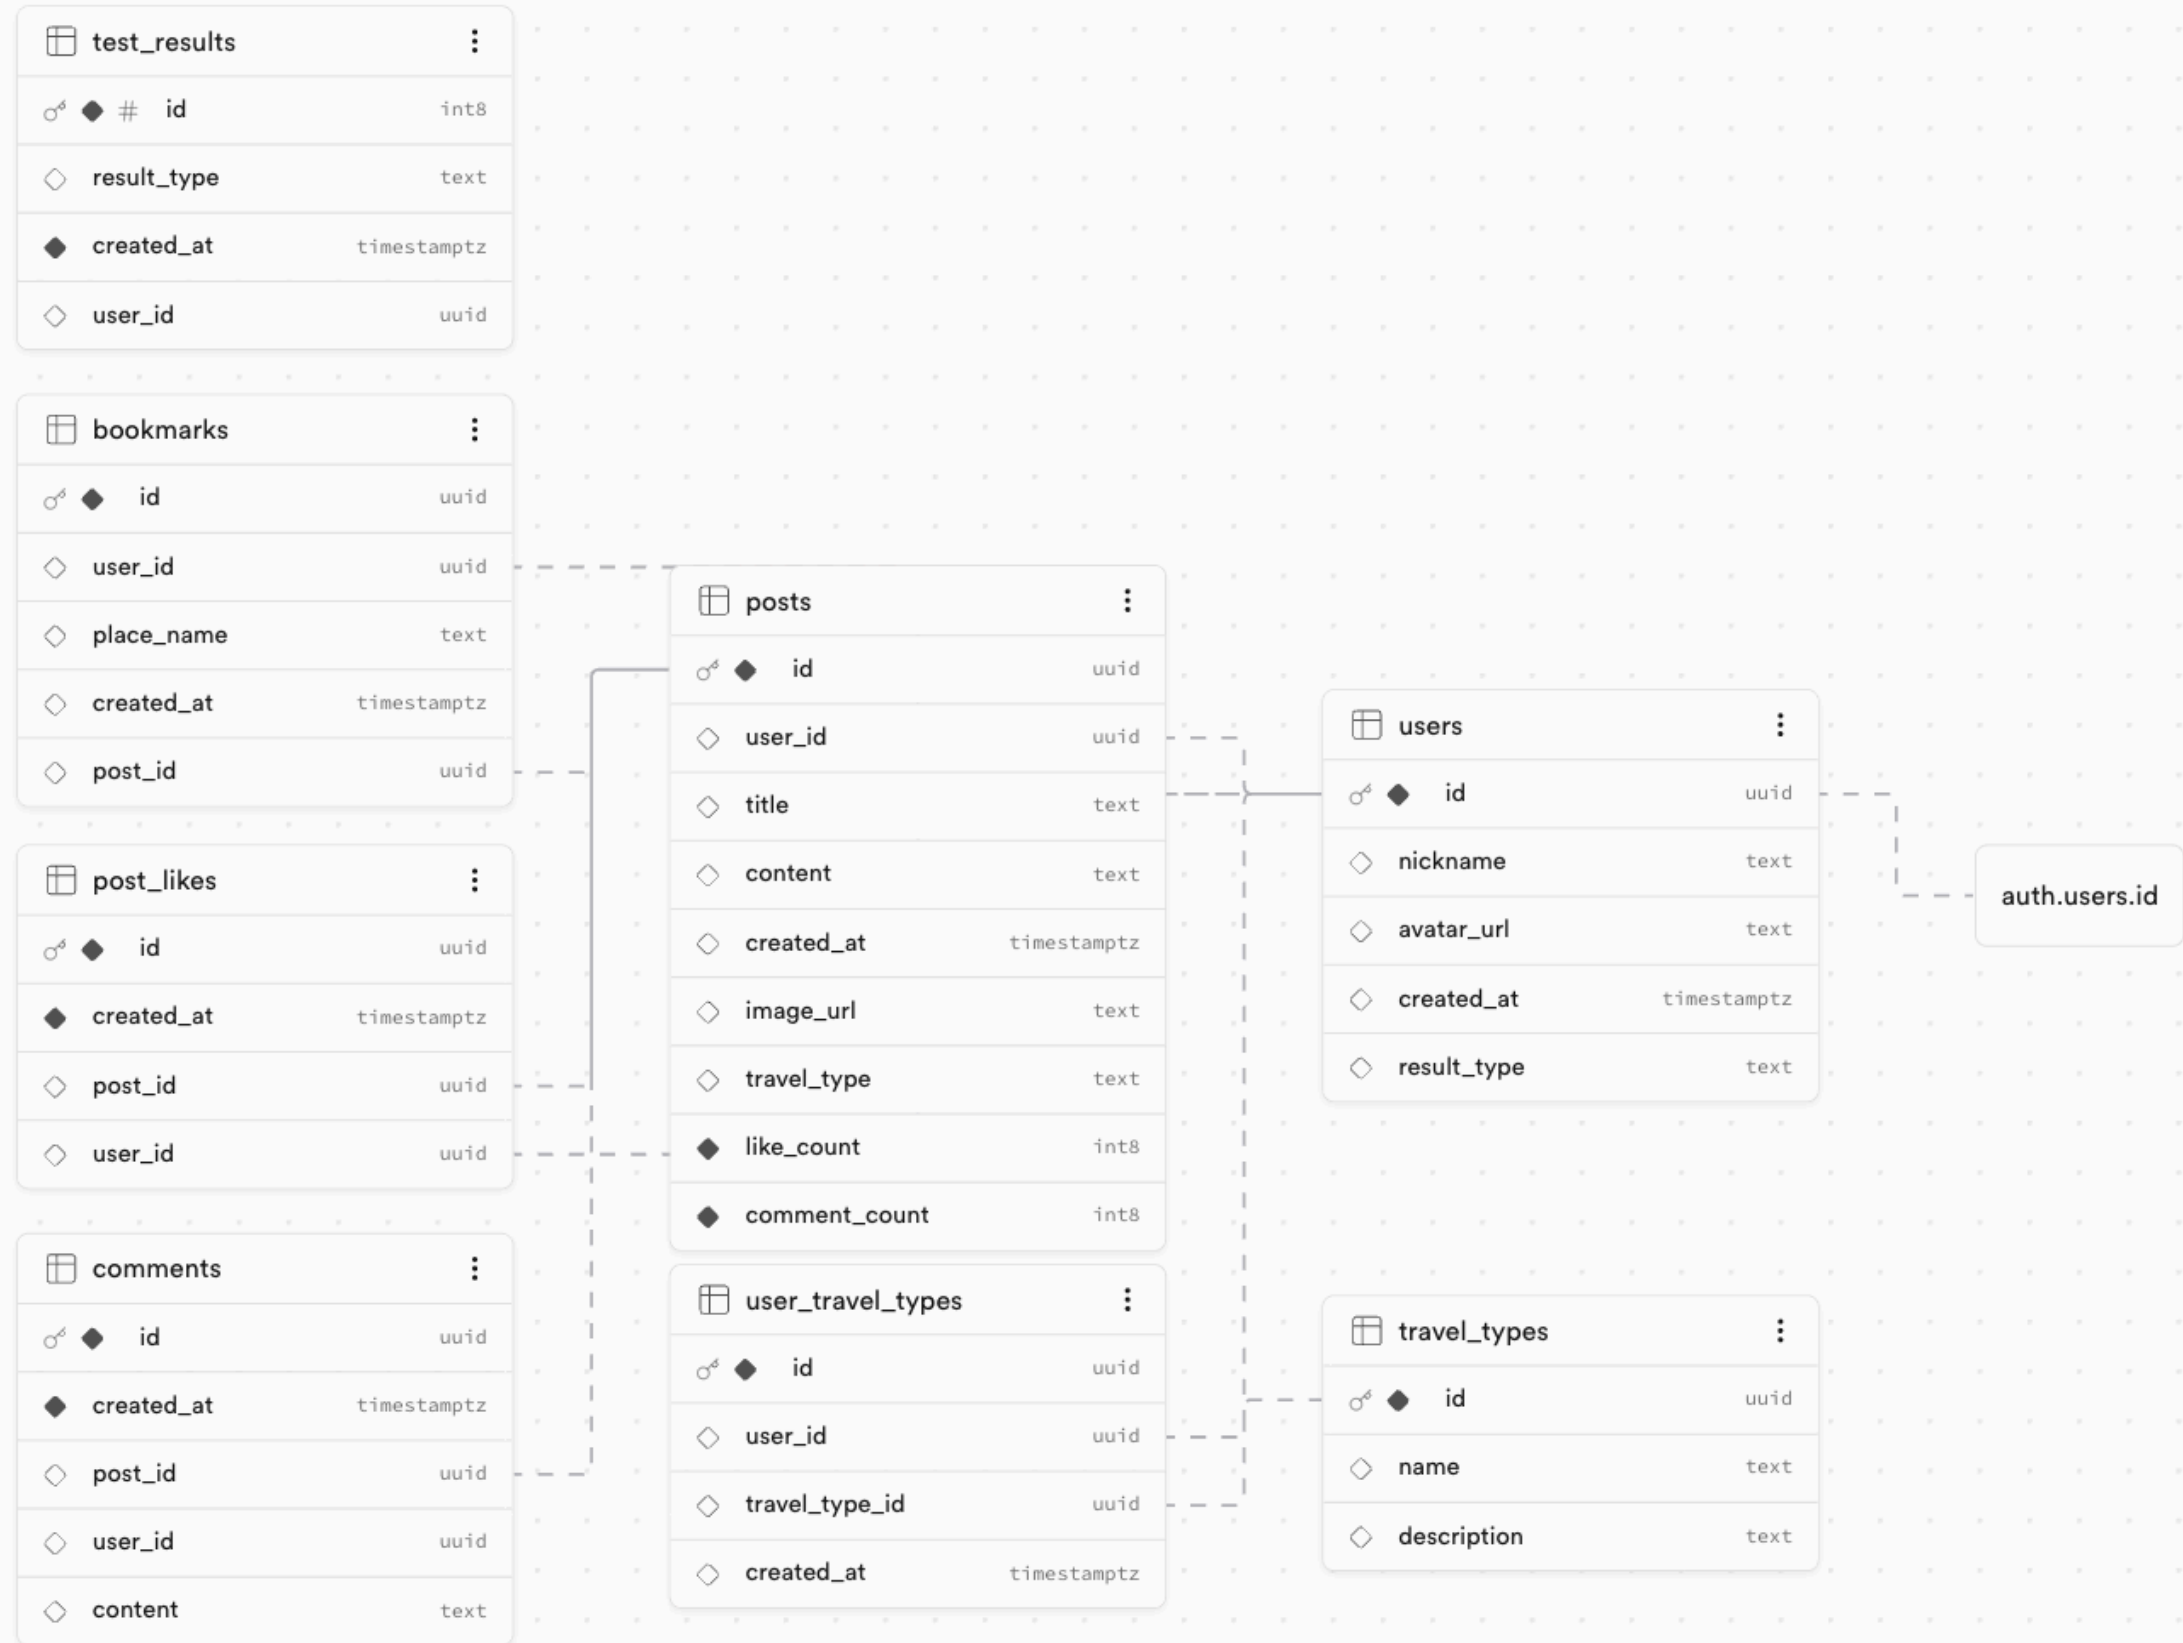 test_results
# id int8
result_type text
created_at timestamptz
user_id uuid
bookmarks
id uuid
user_id uuid
place_name text
created_at timestamptz
post_id uuid
post_likes
id uuid
created_at timestamptz
post_id uuid
user_id uuid
comments
id uuid
created_at timestamptz
post_id uuid
user_id uuid
content text
posts
id uuid
user_id uuid
title text
content text
created_at timestamptz
image_url text
travel_type text
like_count int8
comment_count int8
user_travel_types
id uuid
user_id uuid
travel_type_id uuid
created_at timestamptz
users
id uuid
nickname text
avatar_url text
created_at timestamptz
result_type text
travel_types
id uuid
name text
description text
auth.users.id